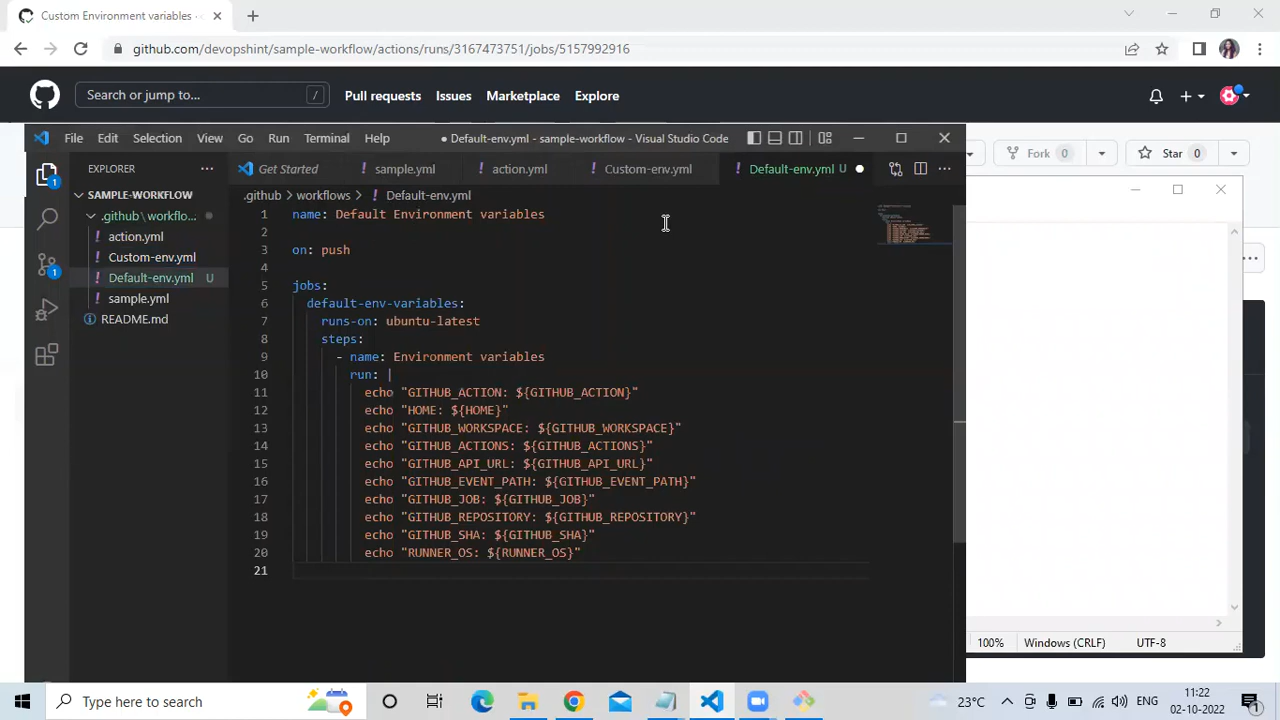 Custom Environment variables
github.com/devopshint/sample-workflow/actions/runs/3167473751/jobs/5157992916
Search or jump to...
/
Pull requests
Issues
Marketplace
Explore
File Edit Selection View Go Run Terminal Help
● Default-env.yml - sample-workflow - Visual Studio Code
Fork 0
Star 0
EXPLORER
Get Started
sample.yml
action.yml
Custom-env.yml
Default-env.yml U
SAMPLE-WORKFLOW
.github\workflo...
action.yml
Custom-env.yml
Default-env.yml U
sample.yml
README.md
1
1
.github > workflows > ! Default-env.yml
1 name: Default Environment variables
2
3 on: push
4
5 jobs:
6 default-env-variables:
7 runs-on: ubuntu-latest
8 steps:
9 - name: Environment variables
10 run: |
11 echo "GITHUB_ACTION: ${GITHUB_ACTION}"
12 echo "HOME: ${HOME}"
13 echo "GITHUB_WORKSPACE: ${GITHUB_WORKSPACE}"
14 echo "GITHUB_ACTIONS: ${GITHUB_ACTIONS}"
15 echo "GITHUB_API_URL: ${GITHUB_API_URL}"
16 echo "GITHUB_EVENT_PATH: ${GITHUB_EVENT_PATH}"
17 echo "GITHUB_JOB: ${GITHUB_JOB}"
18 echo "GITHUB_REPOSITORY: ${GITHUB_REPOSITORY}"
19 echo "GITHUB_SHA: ${GITHUB_SHA}"
20 echo "RUNNER_OS: ${RUNNER_OS}"
21
100% Windows (CRLF) UTF-8
Type here to search
23°C
ENG
11:22
02-10-2022
1